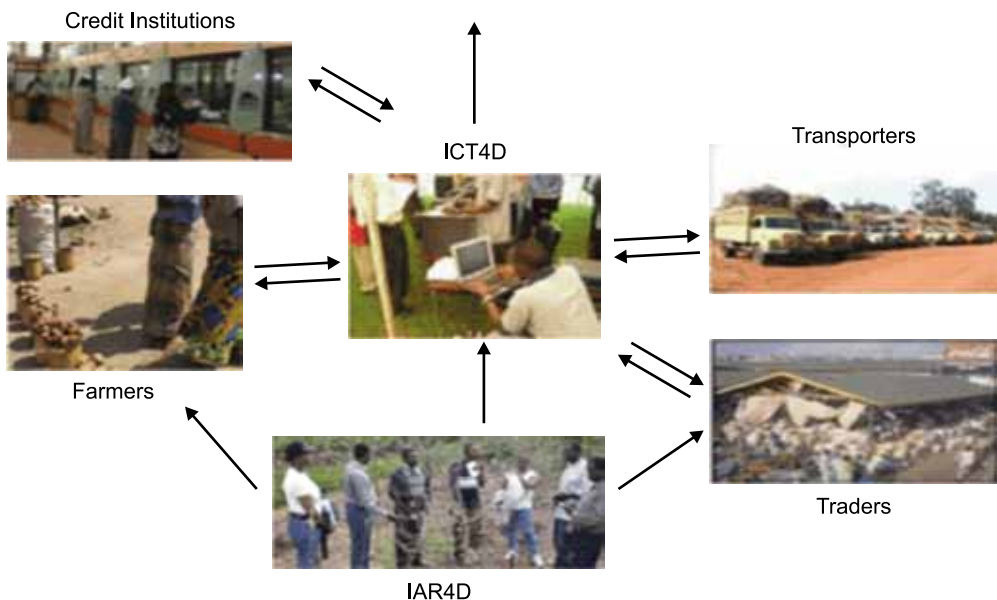 Credit Institutions
ICT4D
Transporters
Farmers
Traders
IAR4D